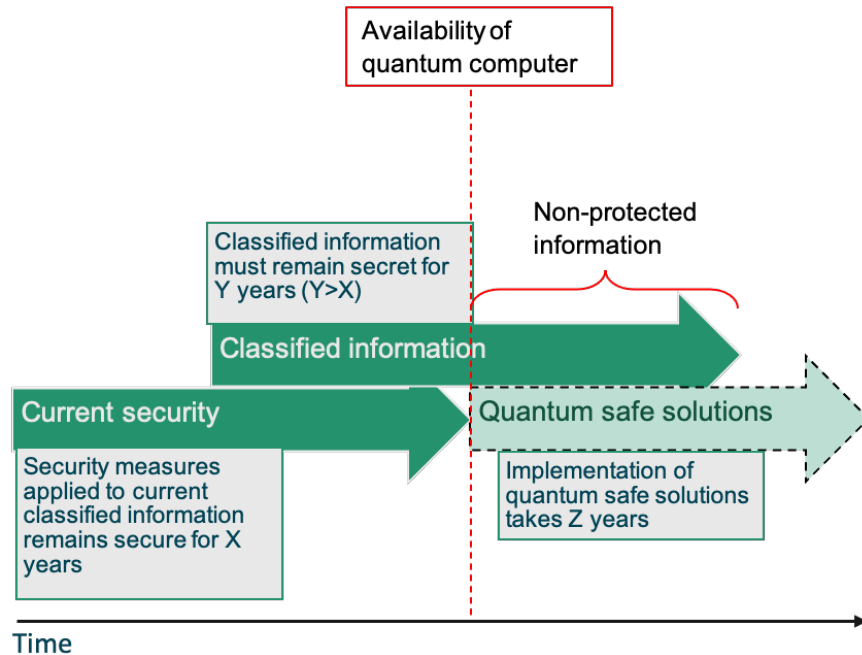 Availability of
quantum computer
Non-protected
information
Classified information
must remain secret for
Y years (Y>X)
Classified information
Current security
Quantum safe solutions
Security measures
applied to current
classified information
remains secure for X
years
Implementation of
quantum safe solutions
takes Z years
Time